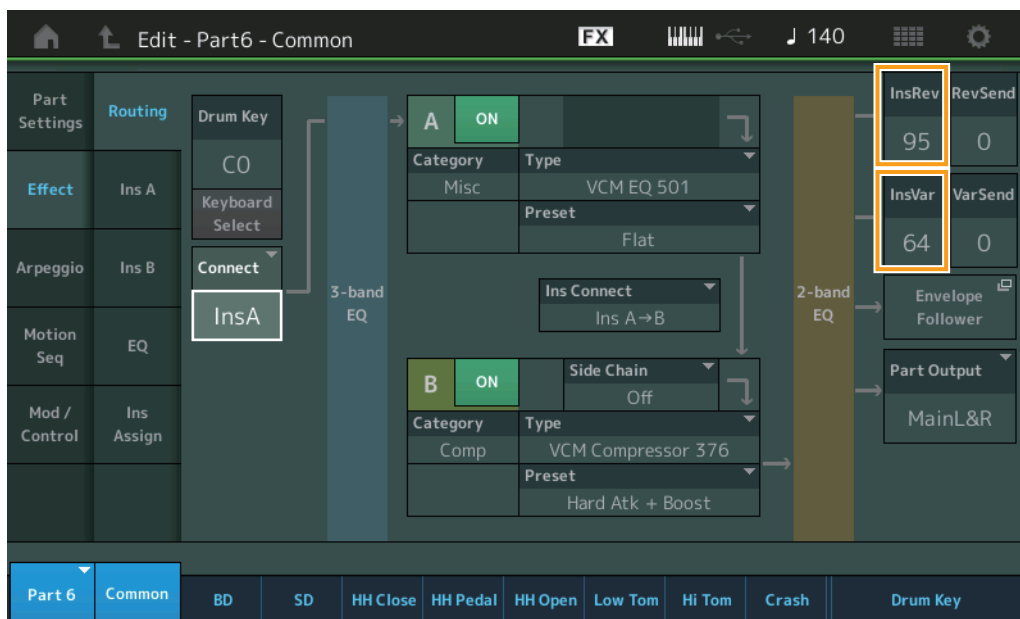 Edit - Part6 - Common FX 140
Part Settings
Effect
Arpeggio
Motion Seq
Mod / Control
Routing
Ins A
Ins B
EQ
Ins Assign
Drum Key
C0
Keyboard Select
Connect
InsA
3-band EQ
A ON
Category Type
Misc VCM EQ 501
Preset
Flat
Ins Connect
Ins A→B
B ON Side Chain
Off
Category Type
Comp VCM Compressor 376
Preset
Hard Atk + Boost
2-band EQ
InsRev RevSend
95 0
InsVar VarSend
64 0
Envelope Follower
Part Output
MainL&R
Part 6 Common BD SD HH Close HH Pedal HH Open Low Tom Hi Tom Crash Drum Key